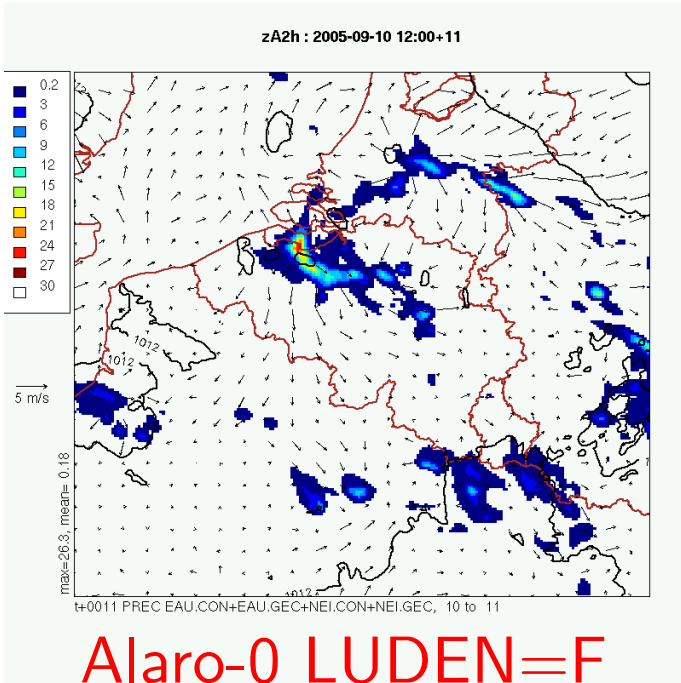 zA2h : 2005-09-10 12:00+11
0.2
3
6
9
12
15
18
21
24
27
30
5 m/s
1012
1012
1012
max=26.3, mean= 0.18
t+0011 PREC EAU.CON+EAU.GEC+NEI.CON+NEI.GEC, 10 to 11
Alaro-0 LUDEN=F